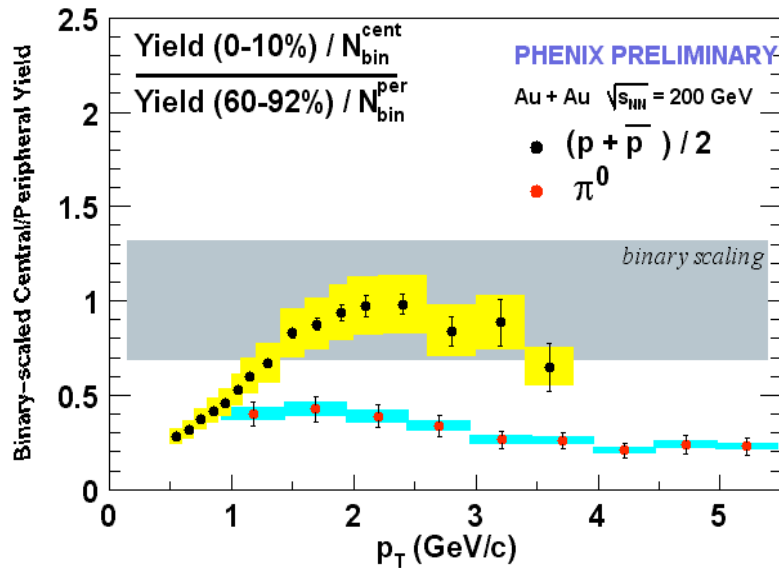 Binary-scaled Central/Peripheral Yield
2.5
2
1.5
1
0.5
0
Yield (0-10%) / N_bin^cent
Yield (60-92%) / N_bin^per
PHENIX PRELIMINARY
Au + Au √s_NN = 200 GeV
(p + p̅) / 2
π⁰
binary scaling
0 1 2 3 4 5
p_T (GeV/c)